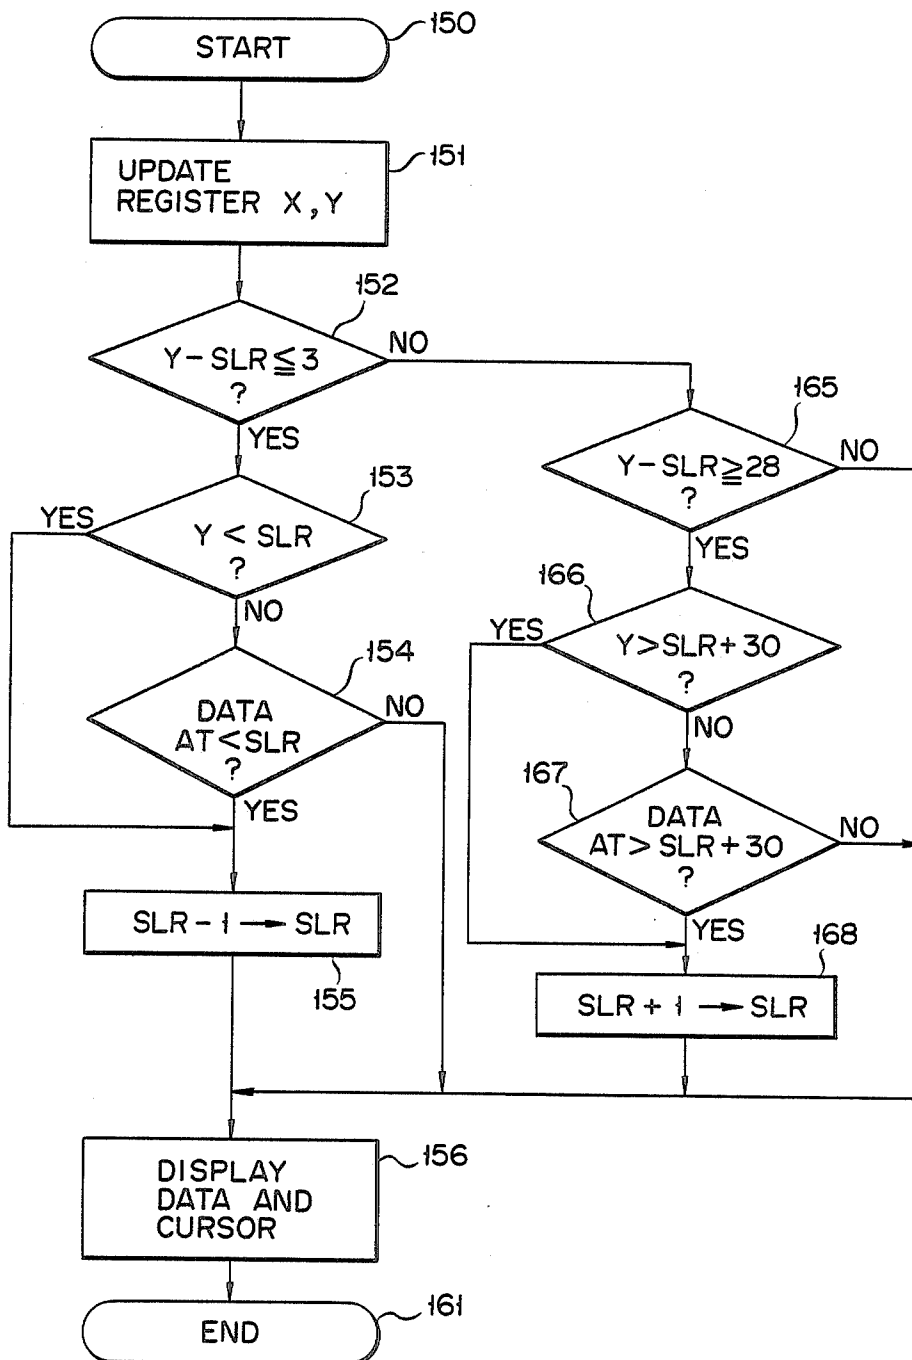 START
150
UPDATE
REGISTER X, Y
151
152
Y-SLR≦3
?
NO
YES
153
YES
Y < SLR
?
NO
154
DATA
AT<SLR
?
NO
YES
SLR-1→SLR
155
165
Y-SLR≧28
?
NO
YES
166
YES
Y>SLR+30
?
NO
167
DATA
AT> SLR+30
?
NO
YES
168
SLR+1→SLR
DISPLAY
DATA AND
CURSOR
156
END
161